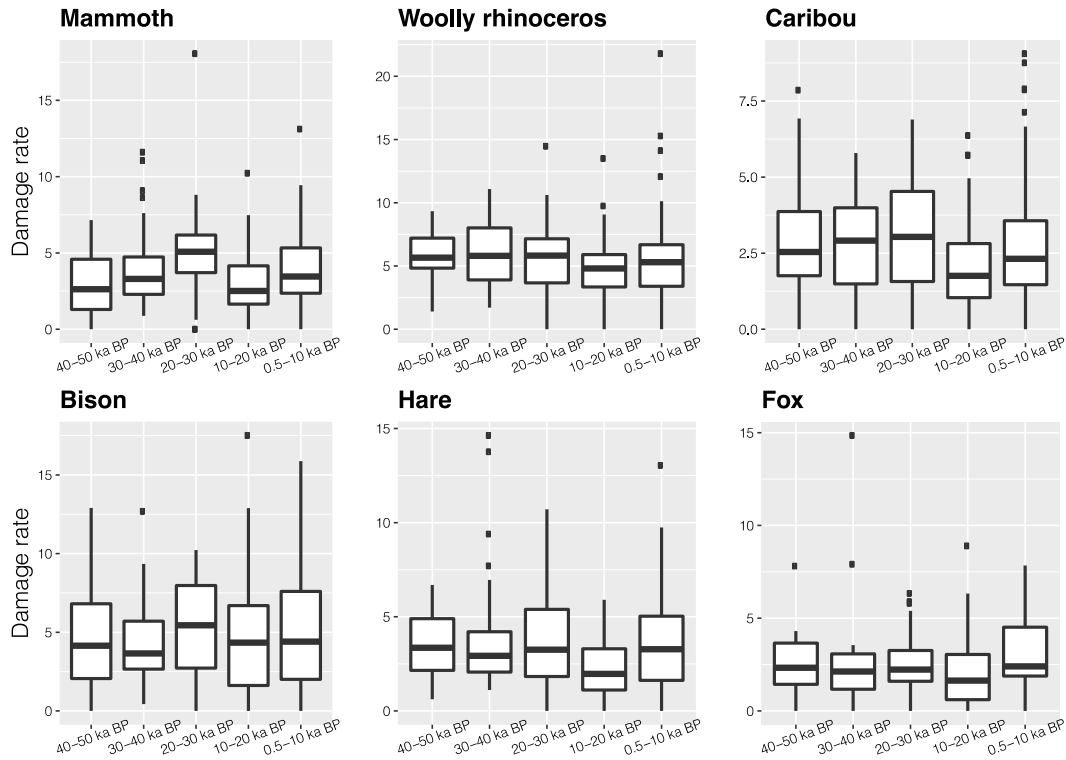 Mammoth
Woolly rhinoceros
Caribou
Damage rate
15
10
5
0
20
15
10
5
0
7.5
5.0
2.5
0.0
40–50 ka BP
30–40 ka BP
20–30 ka BP
10–20 ka BP
0.5–10 ka BP
40–50 ka BP
30–40 ka BP
20–30 ka BP
10–20 ka BP
0.5–10 ka BP
40–50 ka BP
30–40 ka BP
20–30 ka BP
10–20 ka BP
0.5–10 ka BP
Bison
Hare
Fox
Damage rate
15
10
5
0
15
10
5
0
15
10
5
0
40–50 ka BP
30–40 ka BP
20–30 ka BP
10–20 ka BP
0.5–10 ka BP
40–50 ka BP
30–40 ka BP
20–30 ka BP
10–20 ka BP
0.5–10 ka BP
40–50 ka BP
30–40 ka BP
20–30 ka BP
10–20 ka BP
0.5–10 ka BP